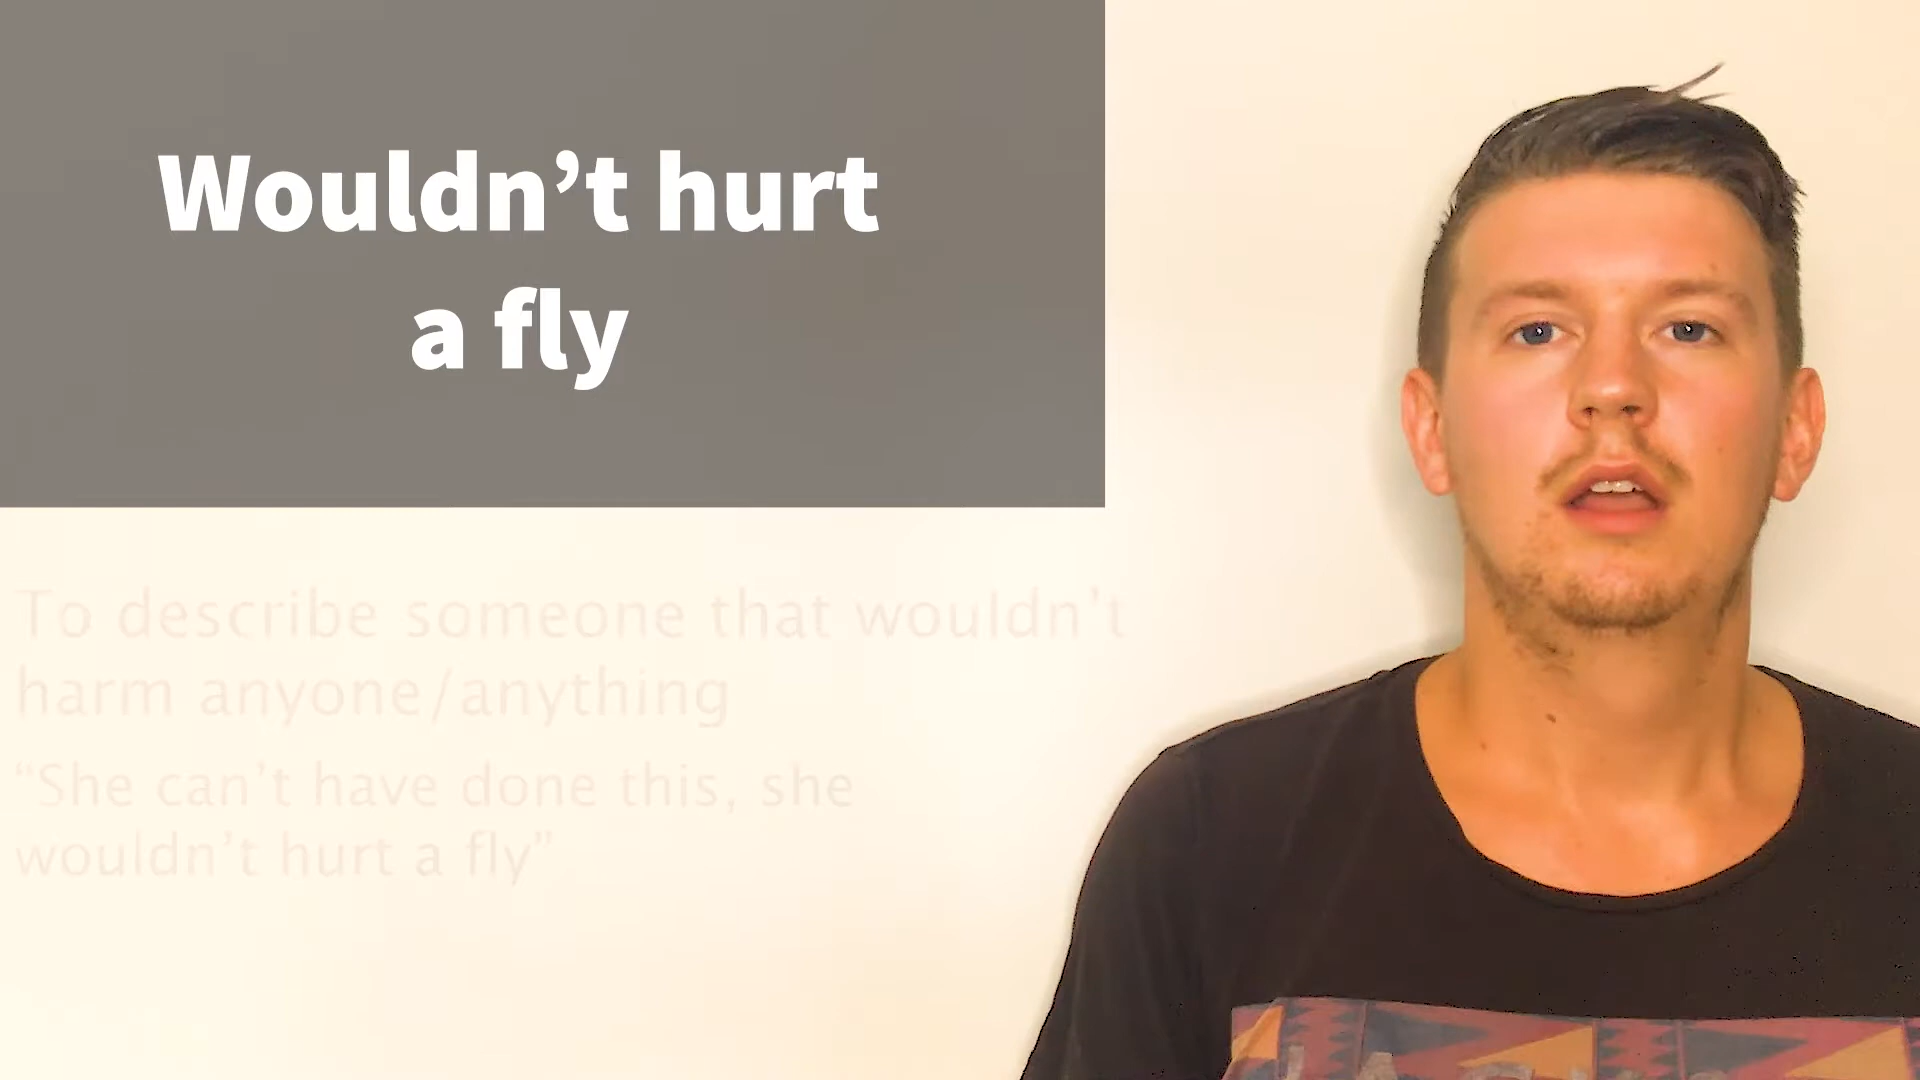 Wouldn’t hurt
a fly
To describe someone that wouldn't
harm anyone/anything
“She can’t have done this, she
wouldn’t hurt a fly”